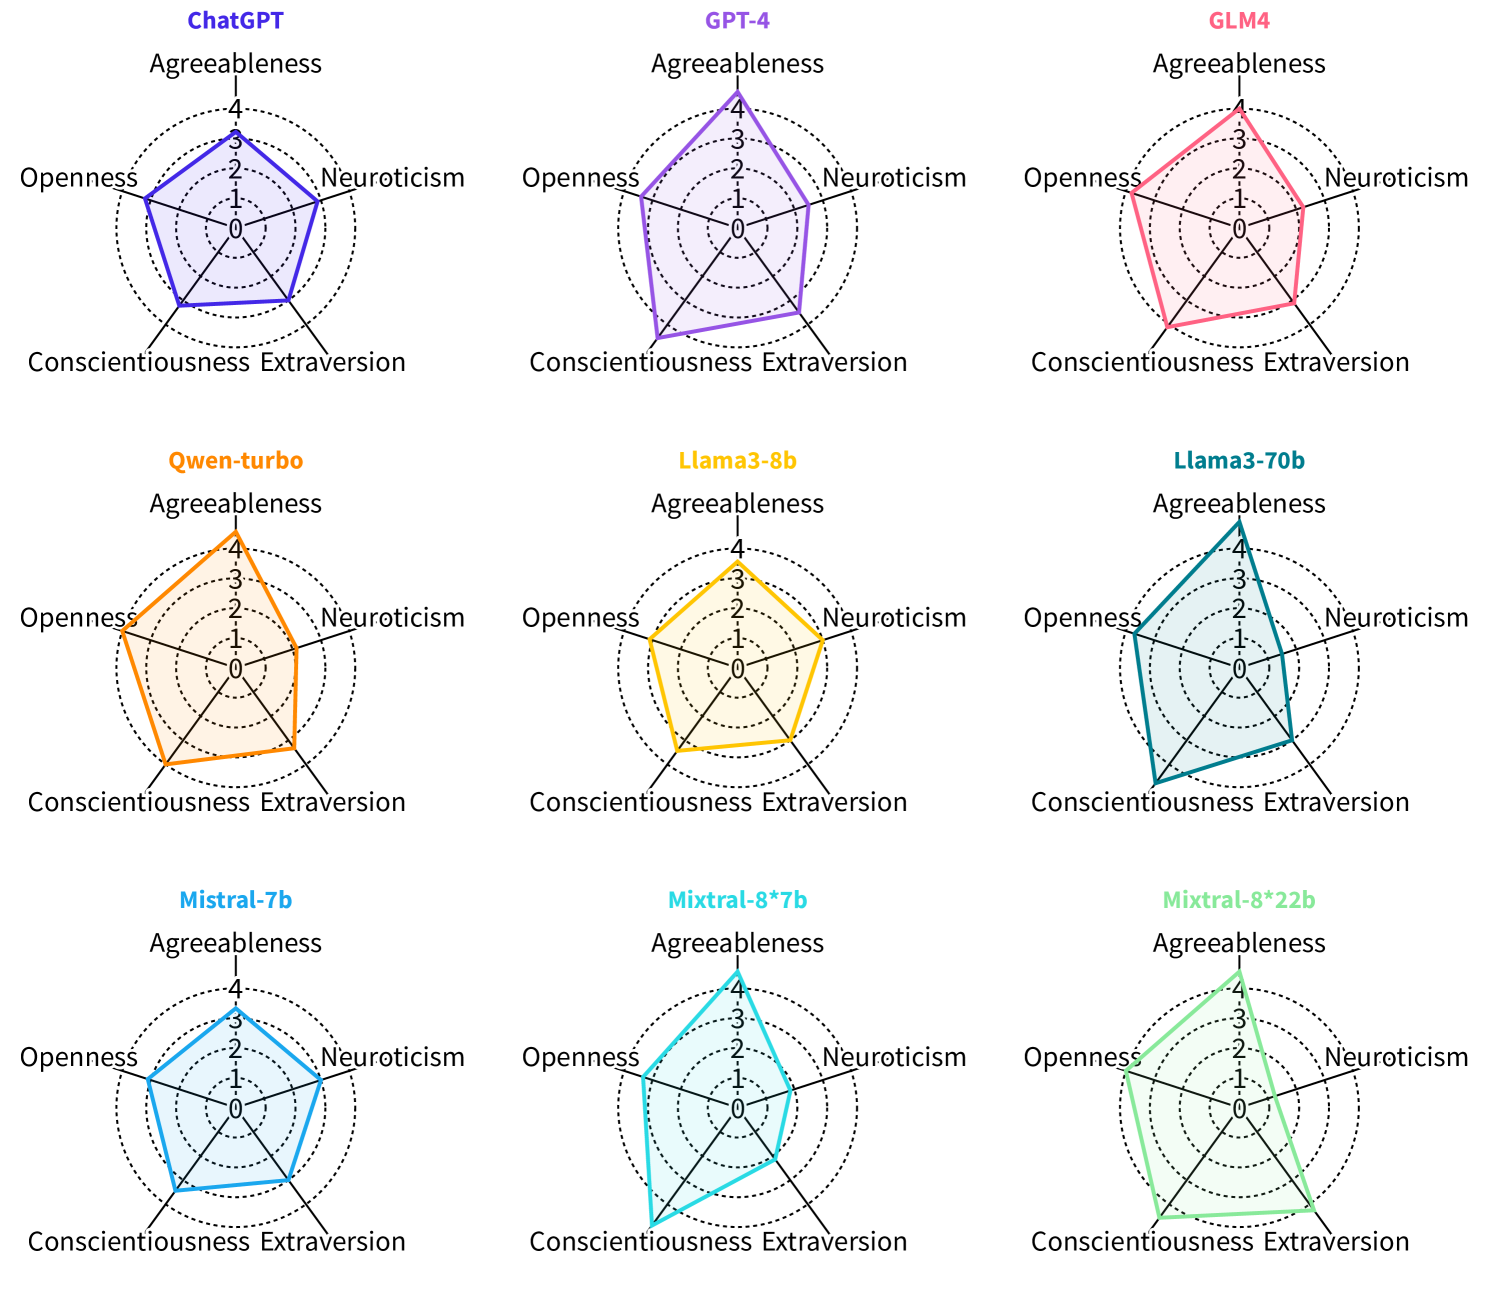 ChatGPT
Agreeableness
4
3
2
1
0
Openness
Neuroticism
Conscientiousness
Extraversion
GPT-4
Agreeableness
4
3
2
1
0
Openness
Neuroticism
Conscientiousness
Extraversion
GLM4
Agreeableness
4
3
2
1
0
Openness
Neuroticism
Conscientiousness
Extraversion
Qwen-turbo
Agreeableness
4
3
2
1
0
Openness
Neuroticism
Conscientiousness
Extraversion
Llama3-8b
Agreeableness
4
3
2
1
0
Openness
Neuroticism
Conscientiousness
Extraversion
Llama3-70b
Agreeableness
4
3
2
1
0
Openness
Neuroticism
Conscientiousness
Extraversion
Mistral-7b
Agreeableness
4
3
2
1
0
Openness
Neuroticism
Conscientiousness
Extraversion
Mixtral-8*7b
Agreeableness
4
3
2
1
0
Openness
Neuroticism
Conscientiousness
Extraversion
Mixtral-8*22b
Agreeableness
4
3
2
1
0
Openness
Neuroticism
Conscientiousness
Extraversion